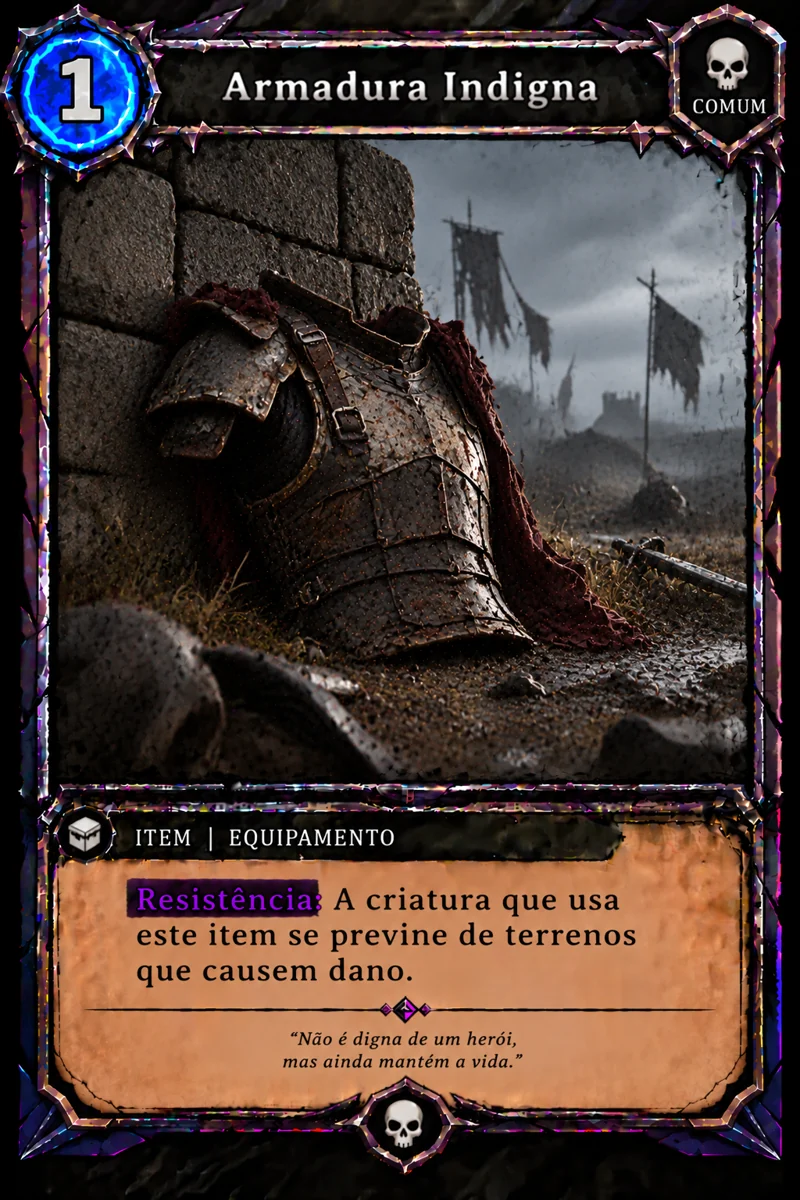 1
Armadura Indigna
COMUM
ITEM | EQUIPAMENTO
Resistência: A criatura que usa
este item se previne de terrenos
que causem dano.
“Não é digna de um herói,
mas ainda mantém a vida.”